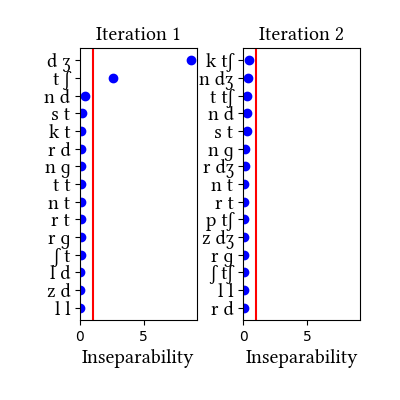 Iteration 1
d ʒ
t ʃ
n d
s t
k t
r d
n g
t t
n t
r t
r g
ʃ t
l d
z d
l l
0 5
Inseparability
Iteration 2
k tʃ
n dʒ
t tʃ
n d
s t
n g
r dʒ
n t
r t
p tʃ
z dʒ
r g
ʃ tʃ
l l
r d
0 5
Inseparability